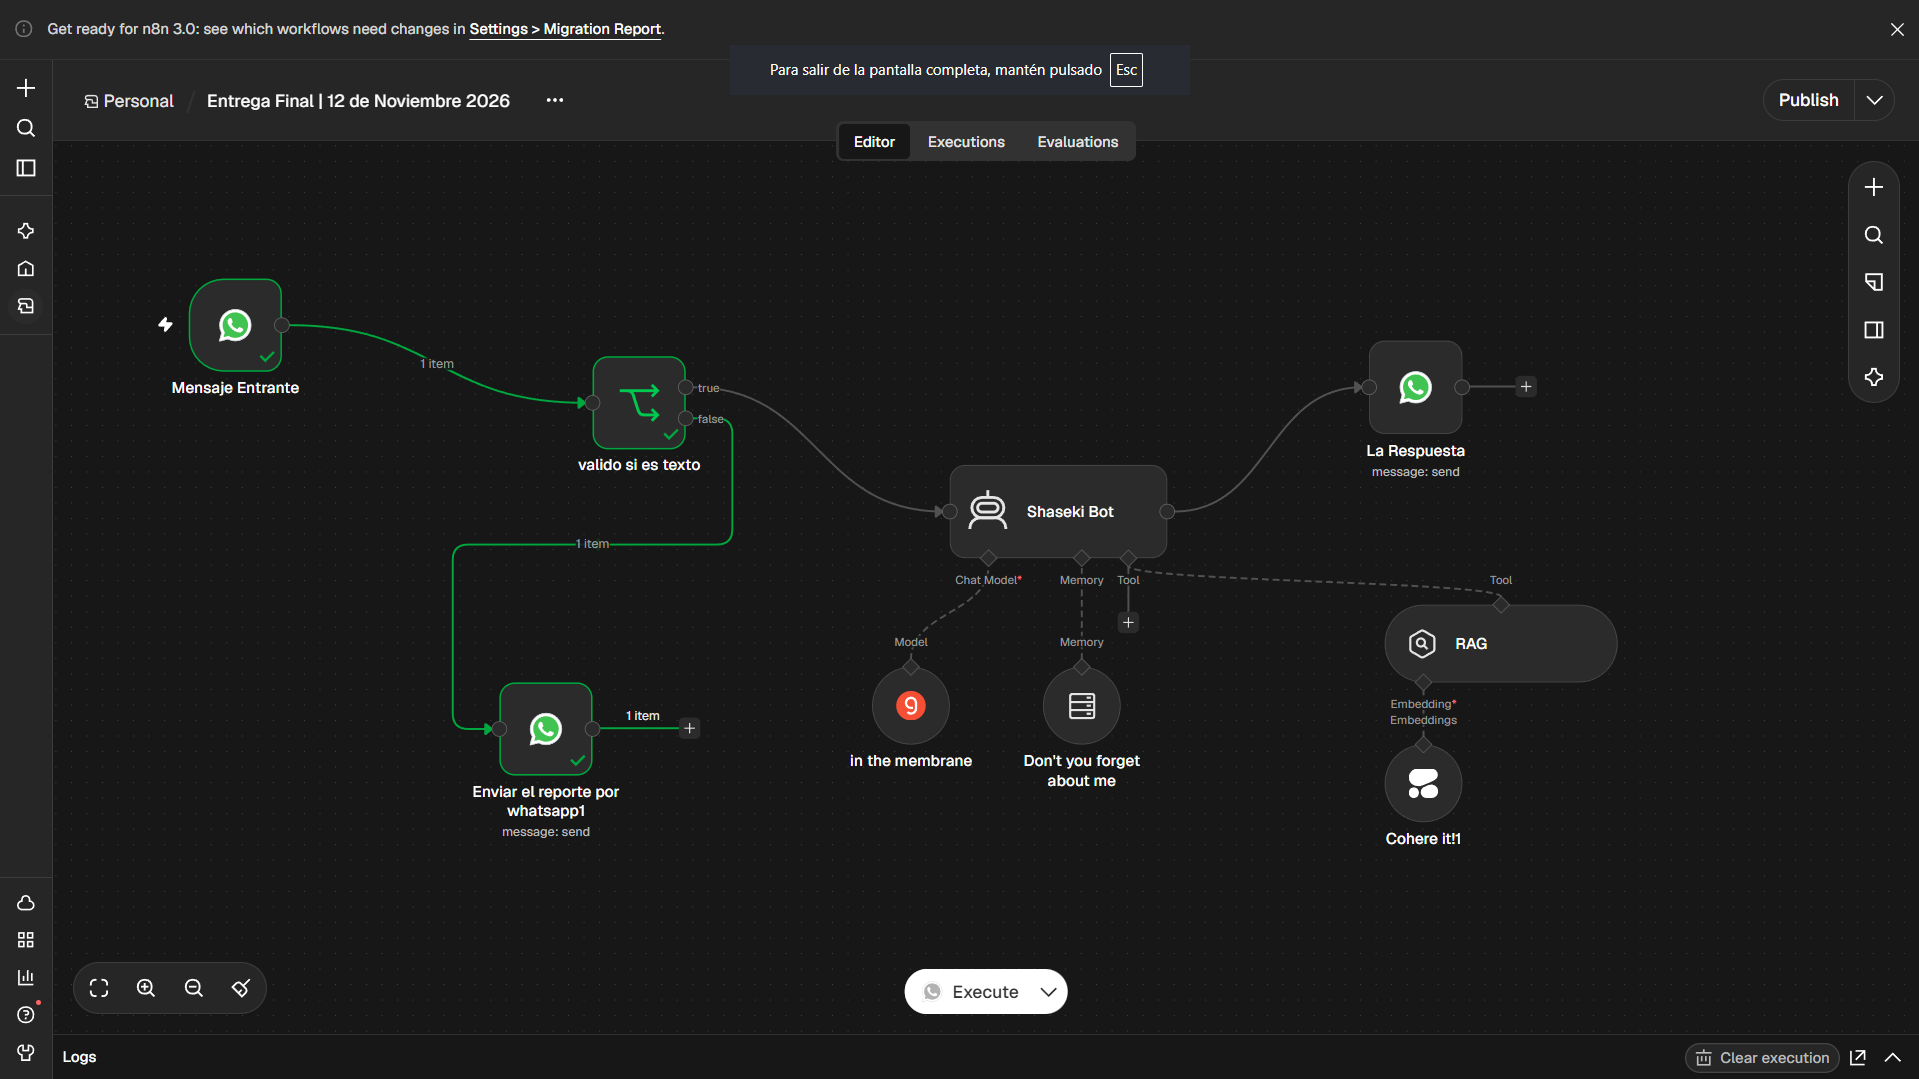 Get ready for n8n 3.0: see which workflows need changes in Settings > Migration Report.
Para salir de la pantalla completa, mantén pulsado Esc
Personal / Entrega Final | 12 de Noviembre 2026 ...
Publish
Editor
Executions
Evaluations
1 item
Mensaje Entrante
true
false
valido si es texto
La Respuesta
message: send
Shaseki Bot
1 item
Chat Model*
Memory
Tool
Tool
Model
Memory
RAG
Embedding*
Embeddings
1 item
in the membrane
Don't you forget
about me
Enviar el reporte por
whatsapp1
message: send
Cohere it!1
Execute
Logs
Clear execution